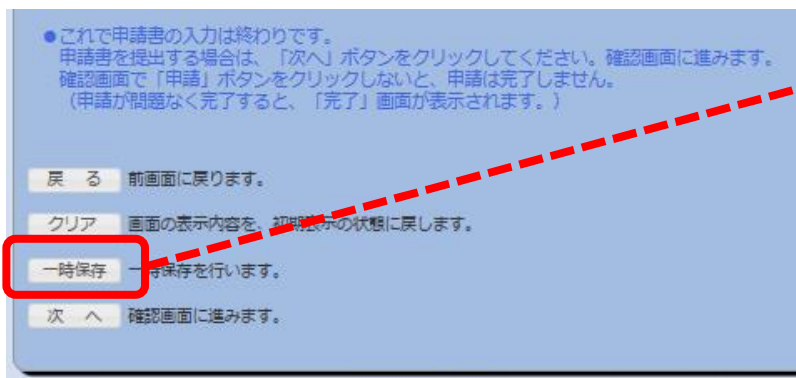 ●これで申請書の入力は終わりです。
申請書を提出する場合は、「次へ」ボタンをクリックしてください。確認画面に進みます。
確認画面で「申請」ボタンをクリックしないと、申請は完了しません。
（申請が問題なく完了すると、「完了」画面が表示されます。）
戻　る　前画面に戻ります。
クリア　画面の表示内容を、初期表示の状態に戻します。
一時保存　一時保存を行います。
次　へ　確認画面に進みます。